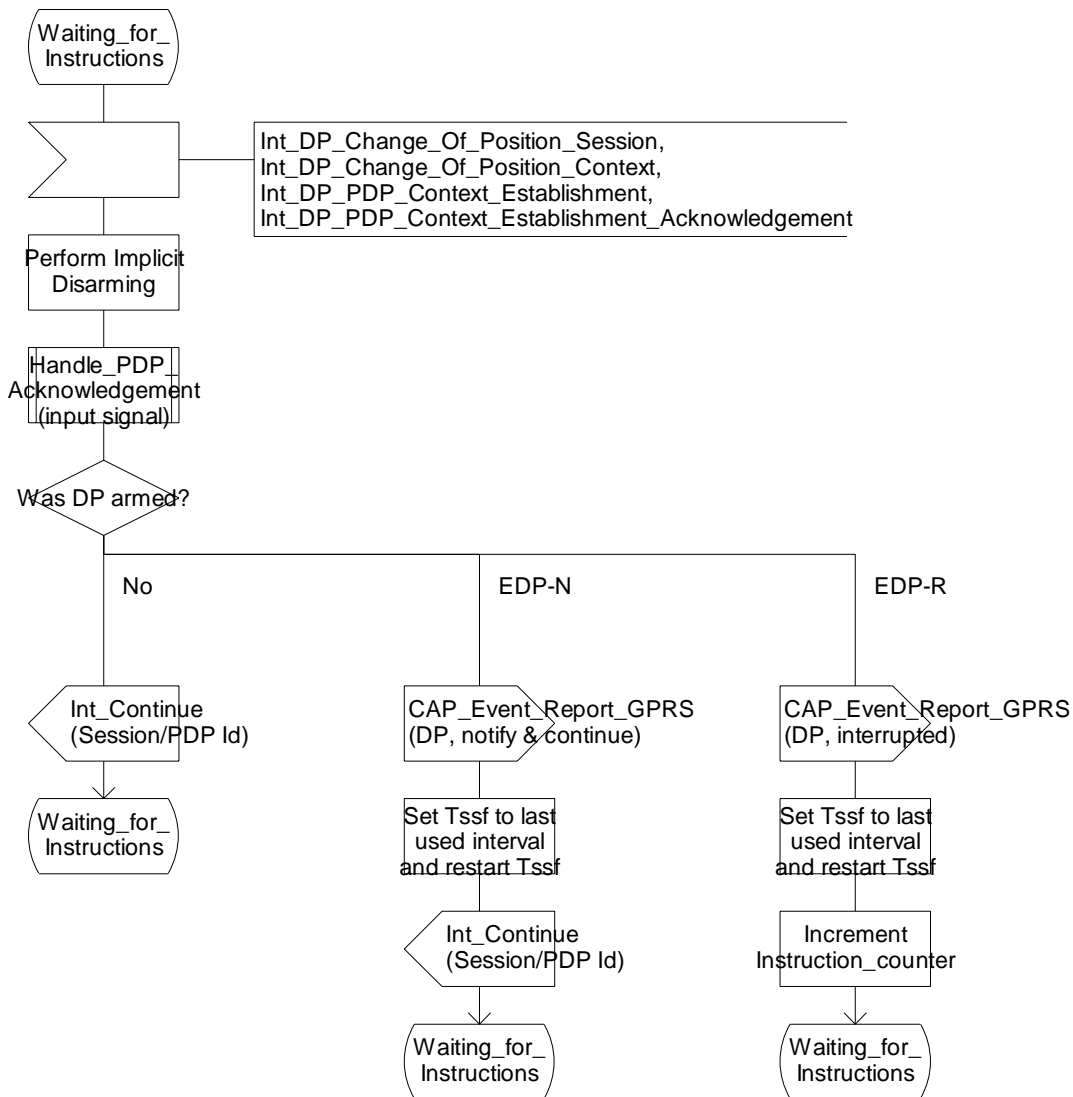 Waiting_for_
Instructions
Int_DP_Change_Of_Position_Session,
Int_DP_Change_Of_Position_Context,
Int_DP_PDP_Context_Establishment,
Int_DP_PDP_Context_Establishment_Acknowledgement
Perform Implicit
Disarming
Handle_PDP_
Acknowledgement
(input signal)
Was DP armed?
No
EDP-N
EDP-R
Int_Continue
(Session/PDP Id)
Waiting_for_
Instructions
CAP_Event_Report_GPRS
(DP, notify & continue)
Set Tssf to last
used interval
and restart Tssf
Int_Continue
(Session/PDP Id)
Waiting_for_
Instructions
CAP_Event_Report_GPRS
(DP, interrupted)
Set Tssf to last
used interval
and restart Tssf
Increment
Instruction_counter
Waiting_for_
Instructions